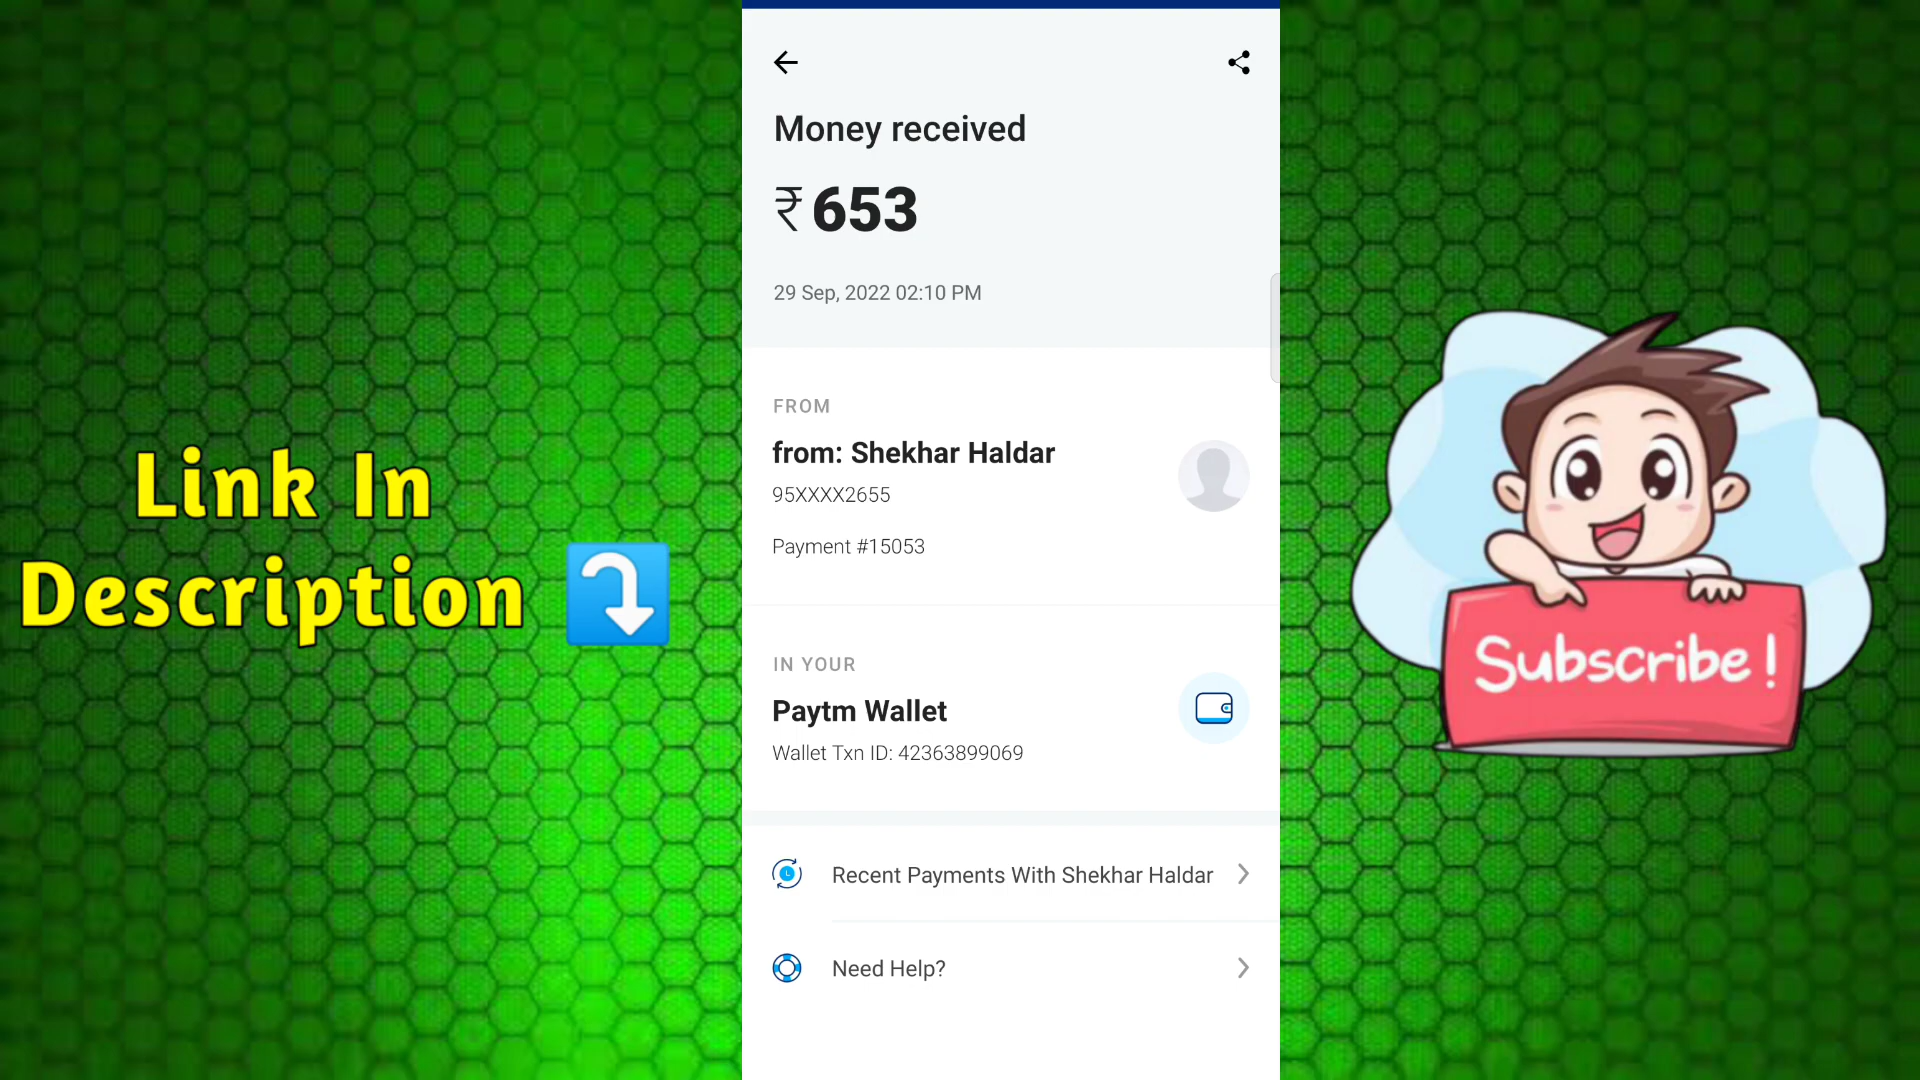 Link In
Description
Money received
₹653
29 Sep, 2022 02:10 PM
FROM
from: Shekhar Haldar
95XXXX2655
Payment #15053
IN YOUR
Paytm Wallet
Wallet Txn ID: 42363899069
Recent Payments With Shekhar Haldar
Need Help?
Subscribe!